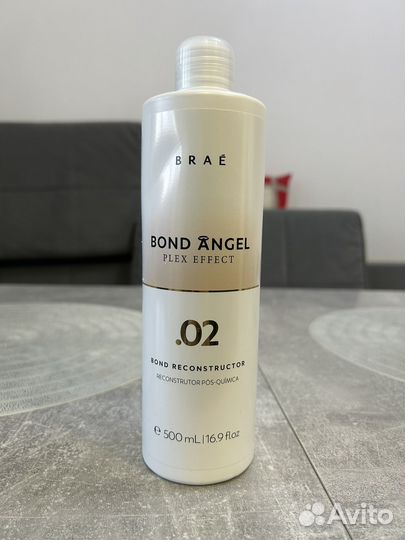 BRAÉ
BOND ANGEL
PLEX EFFECT
.02
BOND RECONSTRUCTOR
RECONSTRUTOR PÓS-QUÍMICA
℮ 500 mL | 16.9 fl.oz
Avito